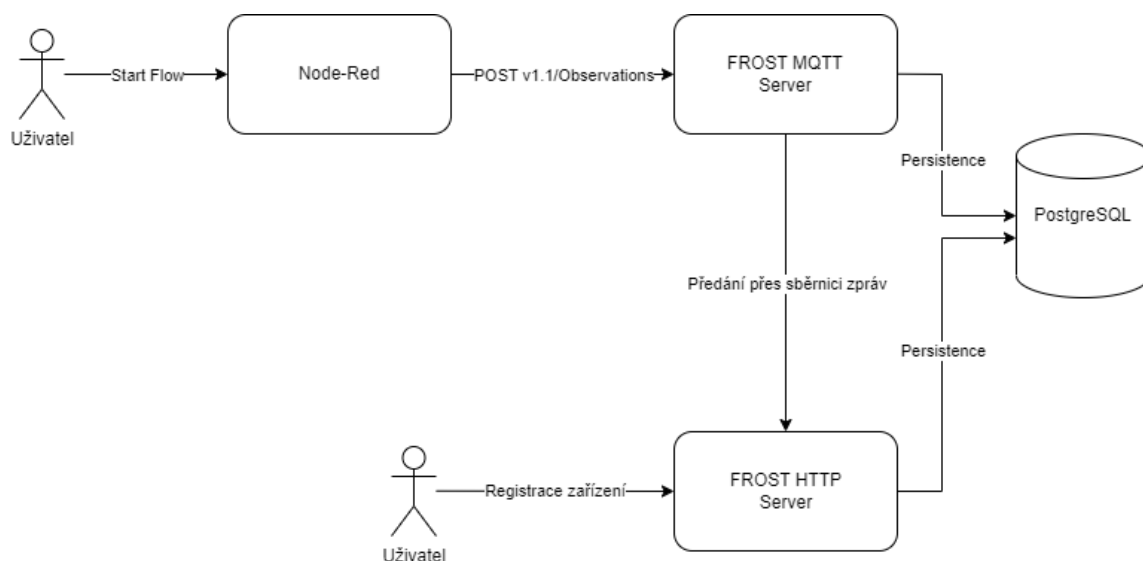 Start Flow
Node-Red
POST v1.1/Observations
FROST MQTT
Server
Uživatel
Persistence
PostgreSQL
Předání přes sběrnici zpráv
Persistence
Registrace zařízení
FROST HTTP
Server
Uživatel